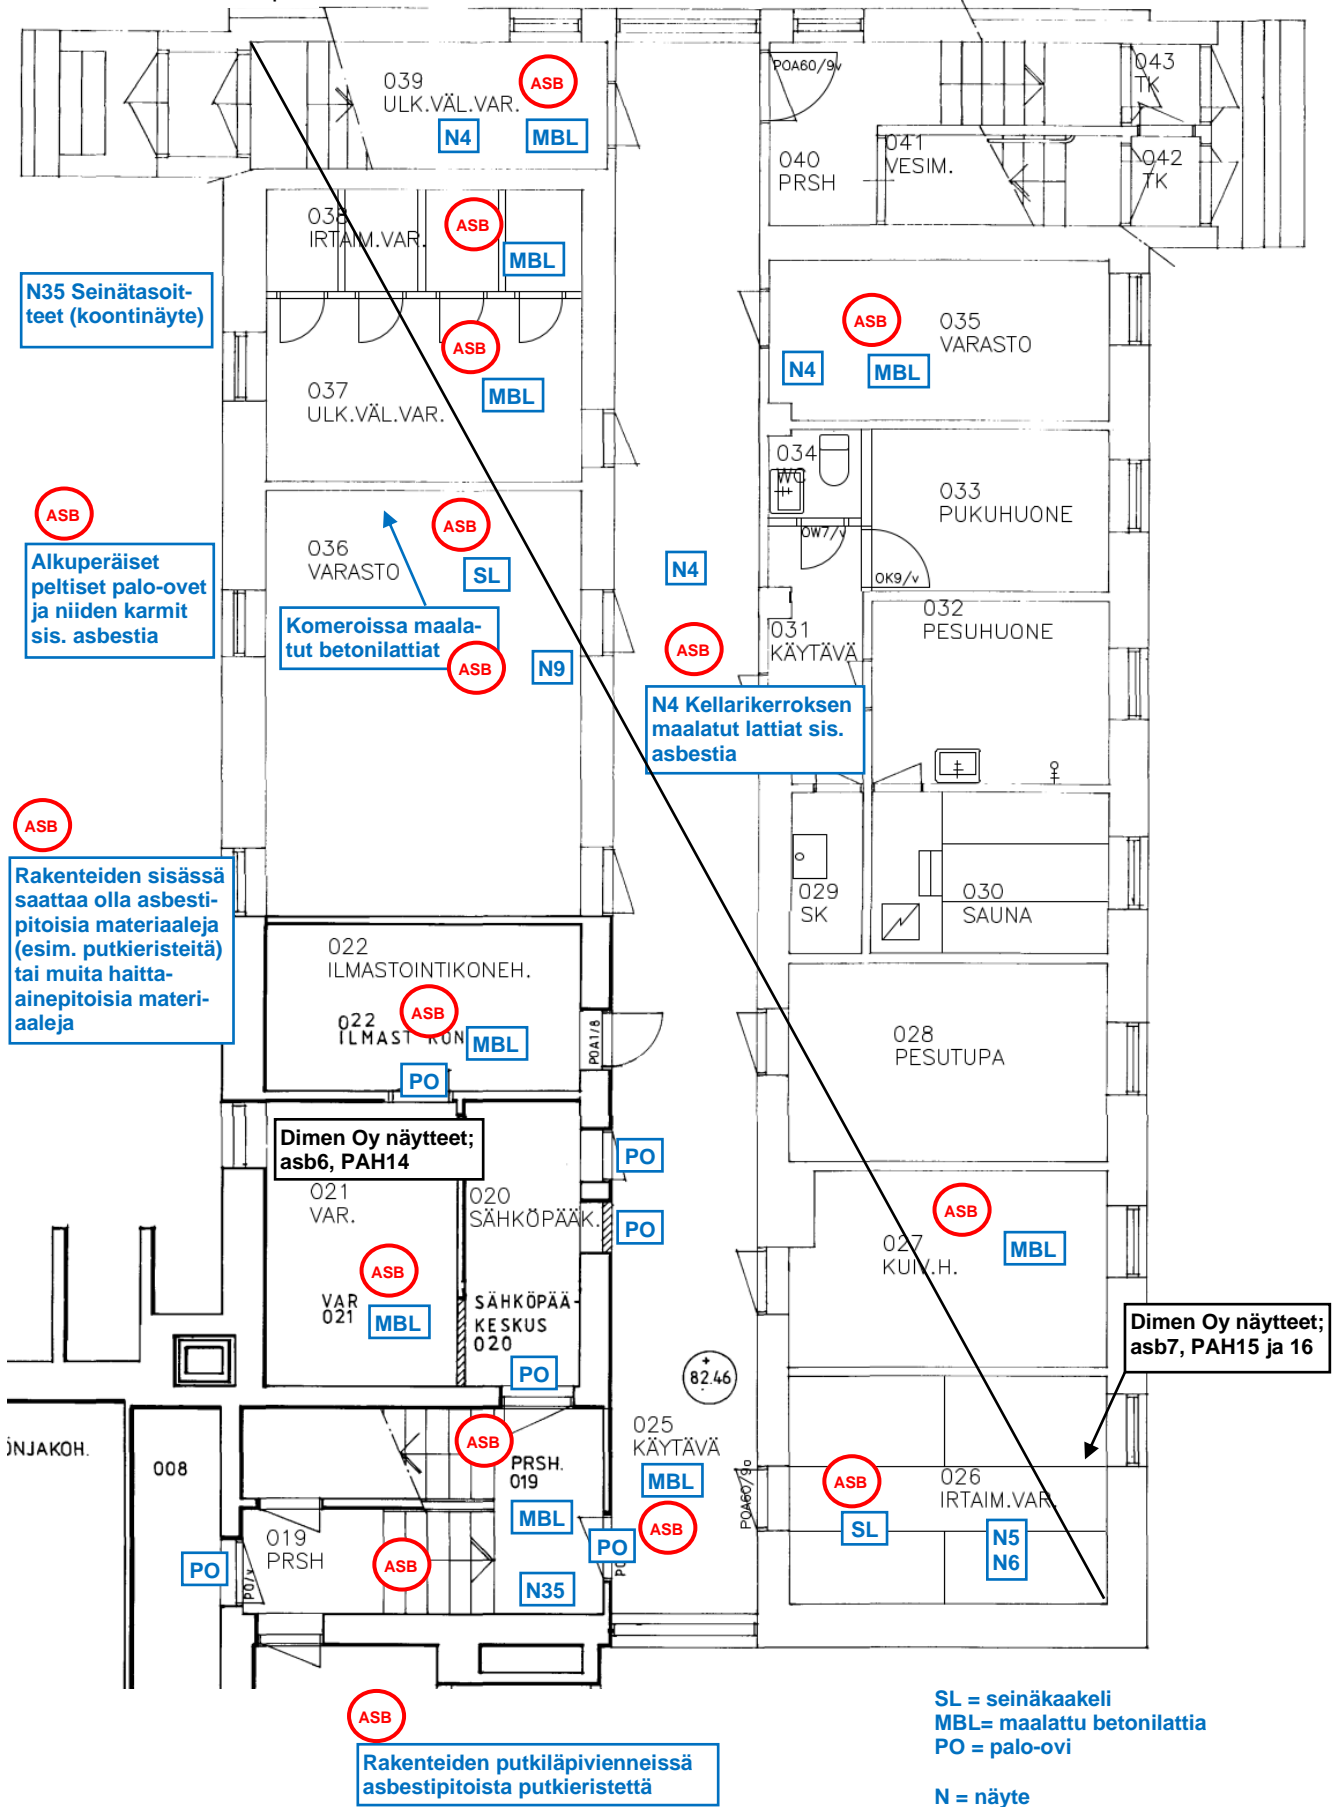 039
ULK.VÄL.VAR.
ASB
N4
MBL
POA60/9v
043
TK
041
VESIM.
040
PRSH
042
TK
038
IRTAIM.VAR.
ASB
MBL
N35 Seinätasoit-
teet (koontinäyte)
ASB
037
ULK.VÄL.VAR.
MBL
035
VARASTO
ASB
N4
MBL
034
WC
033
PUKUHUONE
OW7/v
OK9/v
ASB
Alkuperäiset
peltiset palo-ovet
ja niiden karmit
sis. asbestia
036
VARASTO
ASB
SL
Komeroissa maala-
tut betonilattiat
ASB
N9
N4
ASB
N4 Kellarikerroksen
maalatut lattiat sis.
asbestia
031
KÄYTÄVÄ
032
PESUHUONE
ASB
Rakenteiden sisässä
saattaa olla asbesti-
pitoisia materiaaleja
(esim. putkieristeitä)
tai muita haitta-
ainepitoisia materi-
aaleja
029
SK
030
SAUNA
022
ILMASTOINTIKONEH.
ASB
022
ILMAST KON
MBL
PO
POA1/8
028
PESUTUPA
Dimen Oy näytteet;
asb6, PAH14
021
VAR.
020
SÄHKÖPÄÄK.
PO
PO
ASB
VAR
021
MBL
SÄHKÖPÄÄ-
KESKUS
020
PO
ASB
027
KUIV.H.
MBL
Dimen Oy näytteet;
asb7, PAH15 ja 16
+
82.46
025
KÄYTÄVÄ
MBL
ASB
POA60/9v
026
IRTAIM.VAR.
ASB
SL
N5
N6
ÖNJAKOH.
008
ASB
PRSH.
019
MBL
PO
N35
019
PRSH
ASB
PO
PO/v
ASB
Rakenteiden putkiläpivienneissä
asbestipitoista putkieristettä
SL = seinäkaakeli
MBL= maalattu betonilattia
PO = palo-ovi
N = näyte